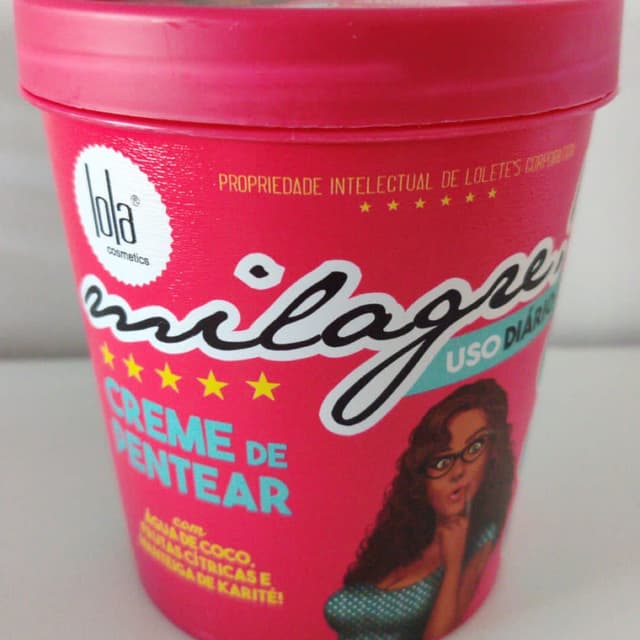 lola®
cosmetics
PROPRIEDADE INTELECTUAL DE LOLETE'S CORPORATION
milagre
USO DIÁRIO
CREME DE
PENTEAR
com
ÁGUA DE COCO,
FRUTAS CÍTRICAS E
MANTEIGA DE KARITÉ!